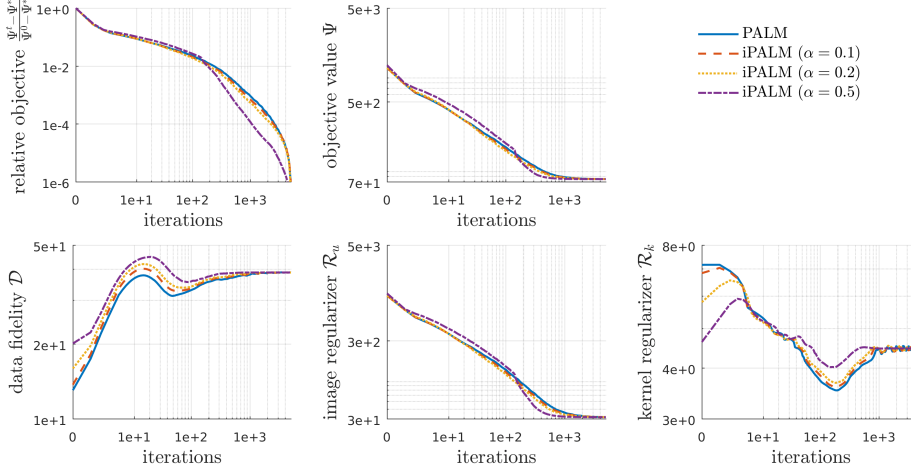 relative objective Ψᵗ−Ψ* / Ψ⁰−Ψ*
1e+0
1e-2
1e-4
1e-6
0
1e+1
1e+2
1e+3
iterations
objective value Ψ
5e+3
5e+2
7e+1
0
1e+1
1e+2
1e+3
iterations
PALM
iPALM (α = 0.1)
iPALM (α = 0.2)
iPALM (α = 0.5)
data fidelity 𝒟
5e+1
2e+1
1e+1
0
1e+1
1e+2
1e+3
iterations
image regularizer ℛᵤ
5e+3
3e+2
3e+1
0
1e+1
1e+2
1e+3
iterations
kernel regularizer ℛₖ
8e+0
4e+0
3e+0
0
1e+1
1e+2
1e+3
iterations